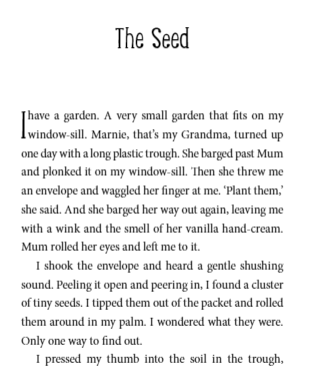 The Seed
I have a garden. A very small garden that fits on my
window-sill. Marnie, that's my Grandma, turned up
one day with a long plastic trough. She barged past Mum
and plonked it on my window-sill. Then she threw me
an envelope and waggled her finger at me. 'Plant them,'
she said. And she barged her way out again, leaving me
with a wink and the smell of her vanilla hand-cream.
Mum rolled her eyes and left me to it.
I shook the envelope and heard a gentle shushing
sound. Peeling it open and peering in, I found a cluster
of tiny seeds. I tipped them out of the packet and rolled
them around in my palm. I wondered what they were.
Only one way to find out.
I pressed my thumb into the soil in the trough,